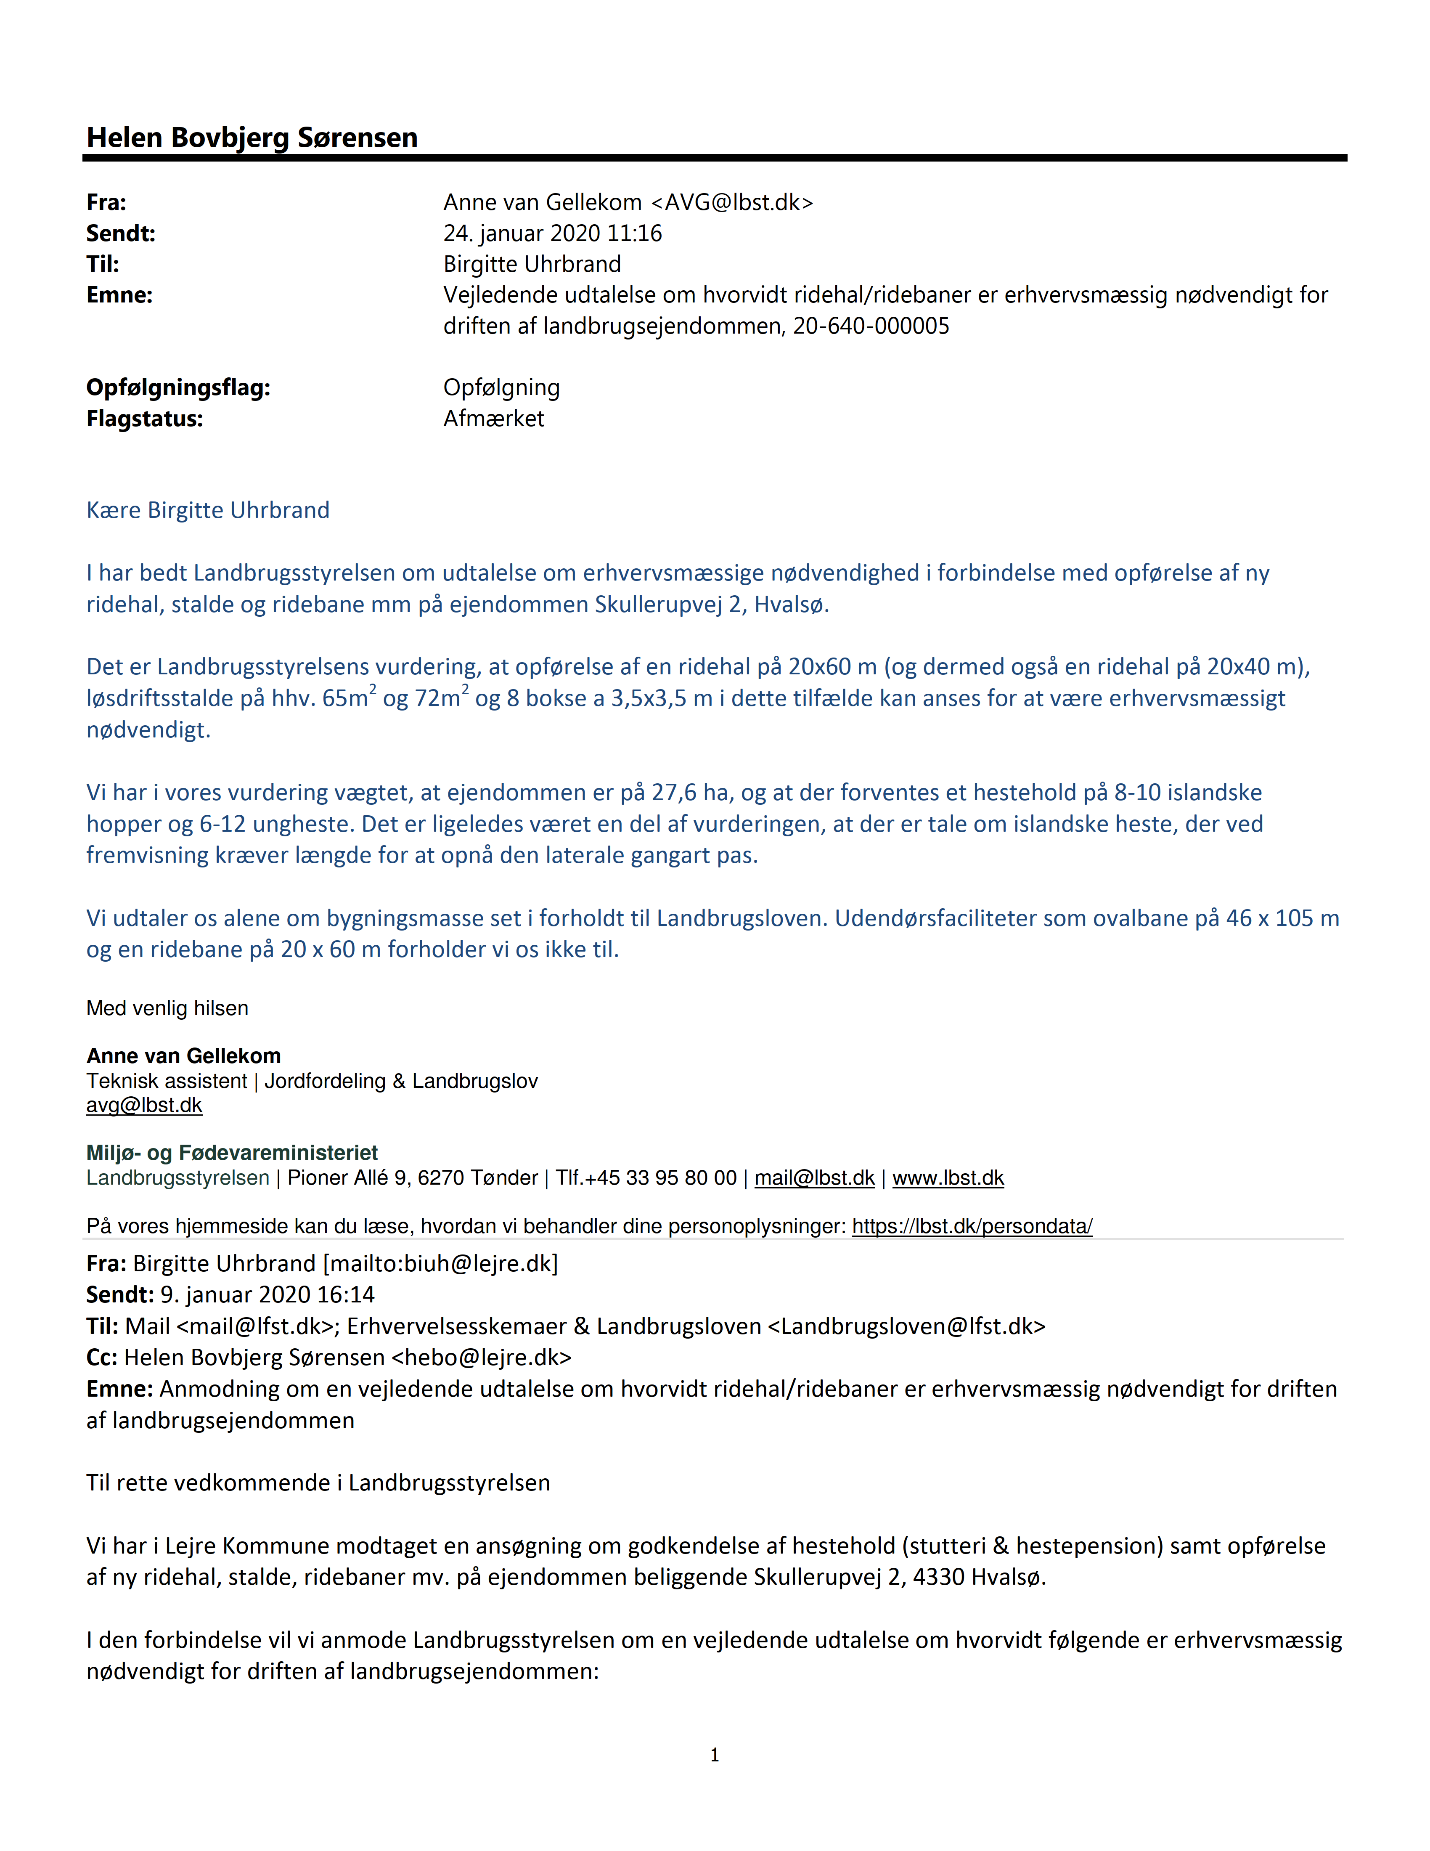 Helen Bovbjerg Sørensen
Fra: Anne van Gellekom <AVG@lbst.dk>
Sendt: 24. januar 2020 11:16
Til: Birgitte Uhrbrand
Emne: Vejledende udtalelse om hvorvidt ridehal/ridebaner er erhvervsmæssig nødvendigt for
driften af landbrugsejendommen, 20-640-000005
Opfølgningsflag: Opfølgning
Flagstatus: Afmærket
Kære Birgitte Uhrbrand
I har bedt Landbrugsstyrelsen om udtalelse om erhvervsmæssige nødvendighed i forbindelse med opførelse af ny
ridehal, stalde og ridebane mm på ejendommen Skullerupvej 2, Hvalsø.
Det er Landbrugsstyrelsens vurdering, at opførelse af en ridehal på 20x60 m (og dermed også en ridehal på 20x40 m),
løsdriftsstalde på hhv. 65m² og 72m² og 8 bokse a 3,5x3,5 m i dette tilfælde kan anses for at være erhvervsmæssigt
nødvendigt.
Vi har i vores vurdering vægtet, at ejendommen er på 27,6 ha, og at der forventes et hestehold på 8-10 islandske
hopper og 6-12 ungheste. Det er ligeledes været en del af vurderingen, at der er tale om islandske heste, der ved
fremvisning kræver længde for at opnå den laterale gangart pas.
Vi udtaler os alene om bygningsmasse set i forholdt til Landbrugsloven. Udendørsfaciliteter som ovalbane på 46 x 105 m
og en ridebane på 20 x 60 m forholder vi os ikke til.
Med venlig hilsen
Anne van Gellekom
Teknisk assistent | Jordfordeling & Landbrugslov
avg@lbst.dk
Miljø- og Fødevareministeriet
Landbrugsstyrelsen | Pioner Allé 9, 6270 Tønder | Tlf.+45 33 95 80 00 | mail@lbst.dk | www.lbst.dk
På vores hjemmeside kan du læse, hvordan vi behandler dine personoplysninger: https://lbst.dk/persondata/
Fra: Birgitte Uhrbrand [mailto:biuh@lejre.dk]
Sendt: 9. januar 2020 16:14
Til: Mail <mail@lfst.dk>; Erhvervelsesskemaer & Landbrugsloven <Landbrugsloven@lfst.dk>
Cc: Helen Bovbjerg Sørensen <hebo@lejre.dk>
Emne: Anmodning om en vejledende udtalelse om hvorvidt ridehal/ridebaner er erhvervsmæssig nødvendigt for driften
af landbrugsejendommen
Til rette vedkommende i Landbrugsstyrelsen
Vi har i Lejre Kommune modtaget en ansøgning om godkendelse af hestehold (stutteri & hestepension) samt opførelse
af ny ridehal, stalde, ridebaner mv. på ejendommen beliggende Skullerupvej 2, 4330 Hvalsø.
I den forbindelse vil vi anmode Landbrugsstyrelsen om en vejledende udtalelse om hvorvidt følgende er erhvervsmæssig
nødvendigt for driften af landbrugsejendommen:
1